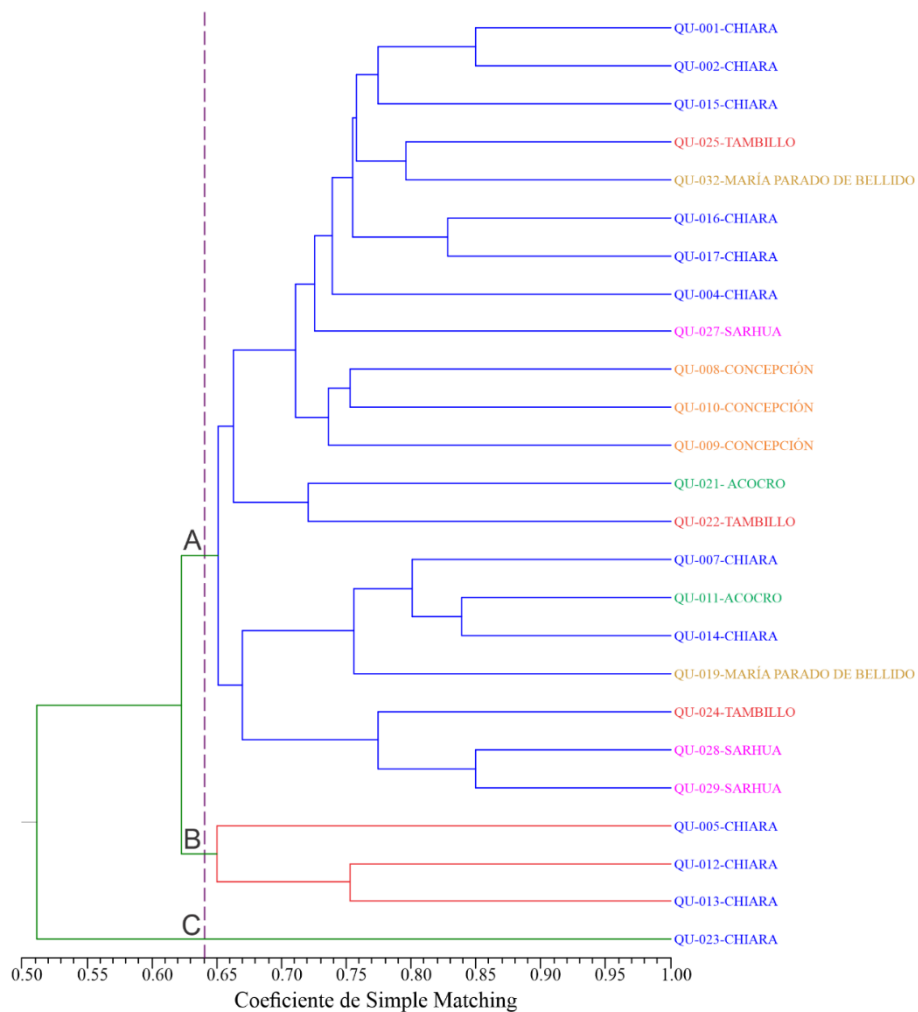 QU-001-CHIARA
QU-002-CHIARA
QU-015-CHIARA
QU-025-TAMBILLO
QU-032-MARÍA PARADO DE BELLIDO
QU-016-CHIARA
QU-017-CHIARA
QU-004-CHIARA
QU-027-SARHUA
QU-008-CONCEPCIÓN
QU-010-CONCEPCIÓN
QU-009-CONCEPCIÓN
QU-021- ACOCRO
QU-022-TAMBILLO
A
QU-007-CHIARA
QU-011-ACOCRO
QU-014-CHIARA
QU-019-MARÍA PARADO DE BELLIDO
QU-024-TAMBILLO
QU-028-SARHUA
QU-029-SARHUA
QU-005-CHIARA
B
QU-012-CHIARA
QU-013-CHIARA
C
QU-023-CHIARA
0.50 0.55 0.60 0.65 0.70 0.75 0.80 0.85 0.90 0.95 1.00
Coeficiente de Simple Matching